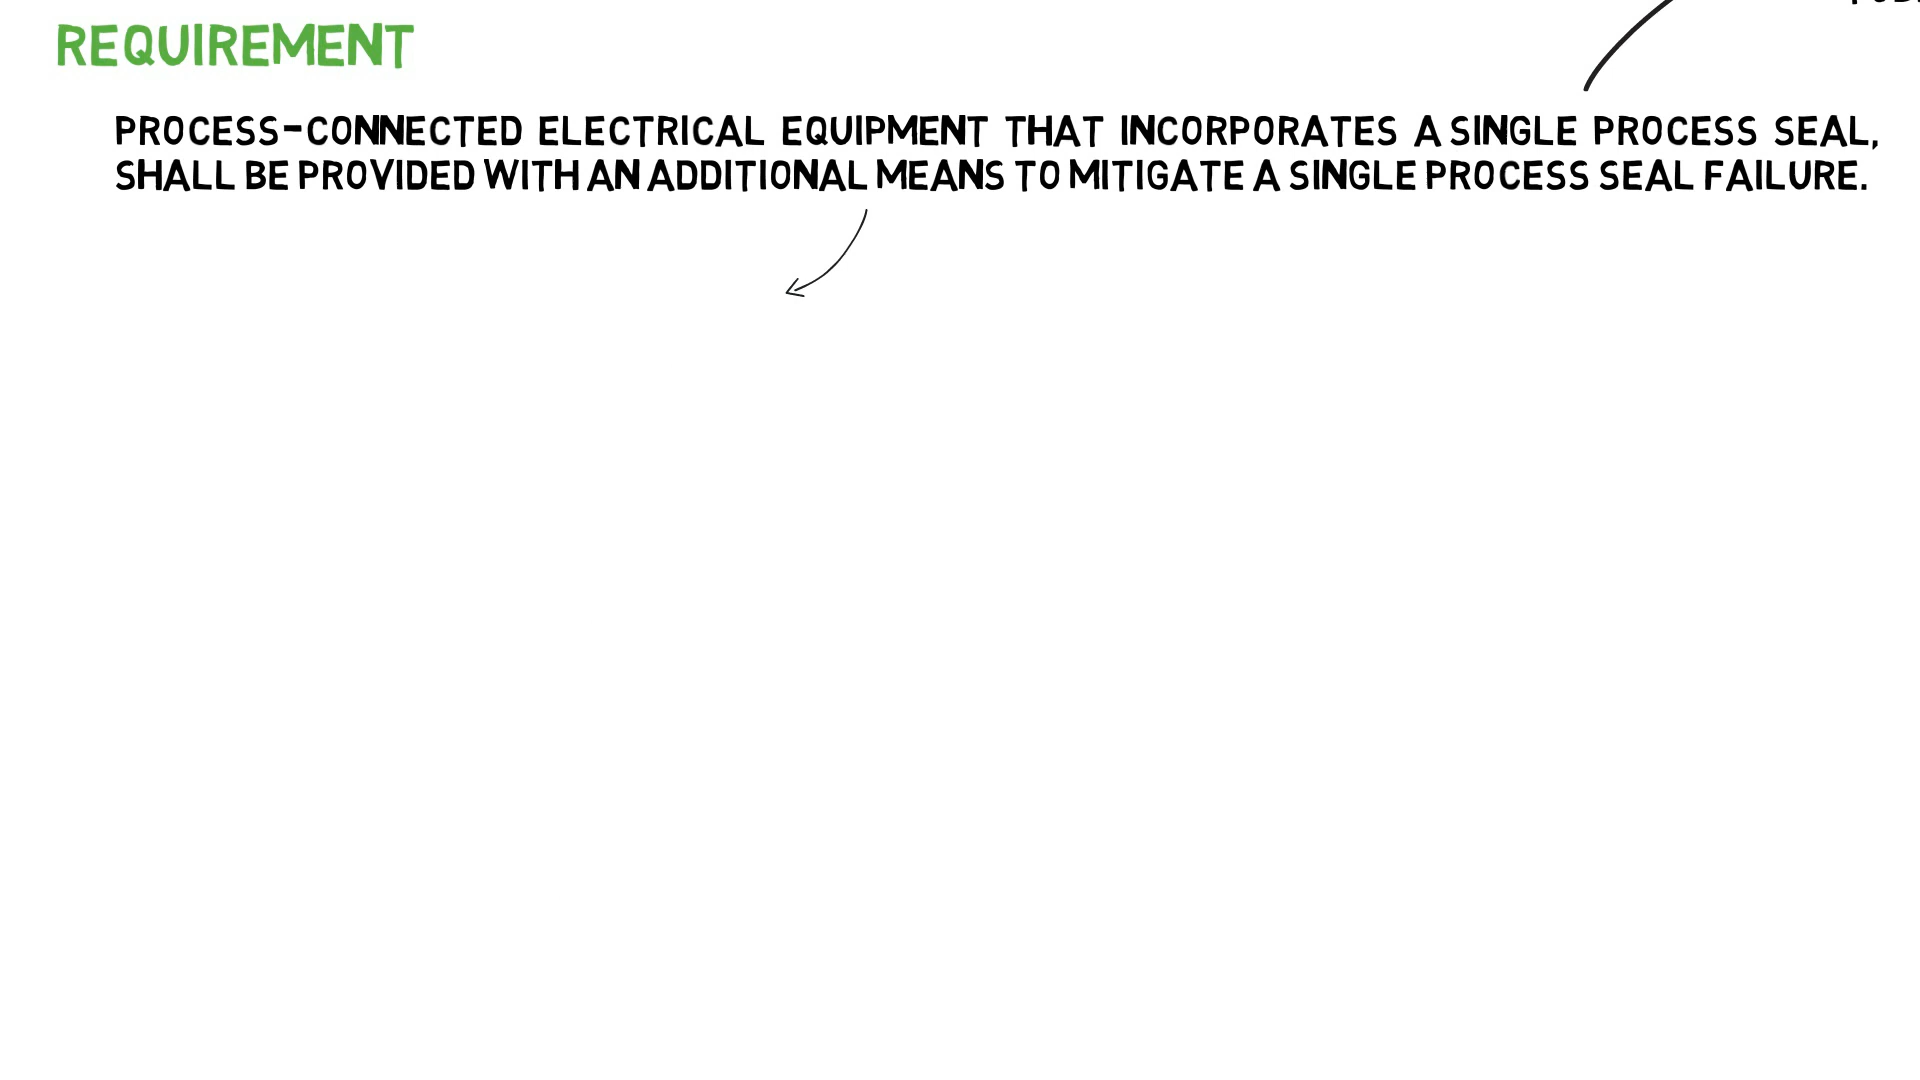 REQUIREMENT
PROCESS-CONNECTED ELECTRICAL EQUIPMENT THAT INCORPORATES A SINGLE PROCESS SEAL,
SHALL BE PROVIDED WITH AN ADDITIONAL MEANS TO MITIGATE A SINGLE PROCESS SEAL FAILURE.